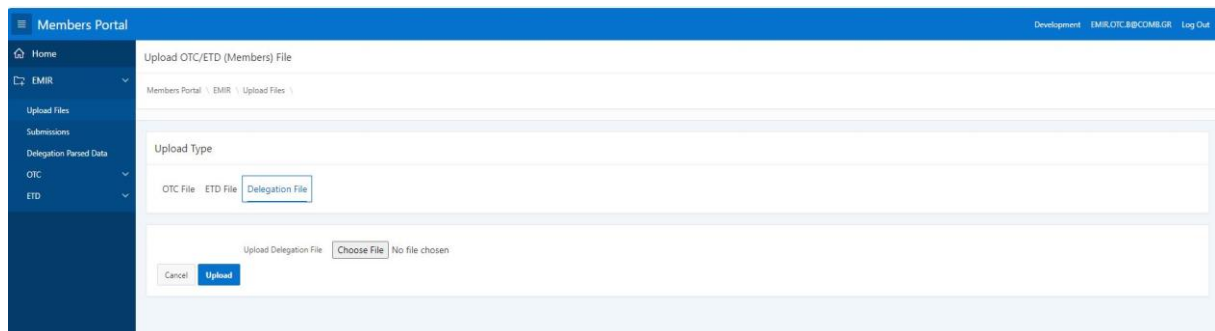 Members Portal
Development EMIR.OTC.B@COMB.GR Log Out
Home
EMIR
Upload Files
Submissions
Delegation Parsed Data
OTC
ETD
Upload OTC/ETD (Members) File
Members Portal \ EMIR \ Upload Files \
Upload Type
OTC File ETD File Delegation File
Upload Delegation File Choose File No file chosen
Cancel Upload